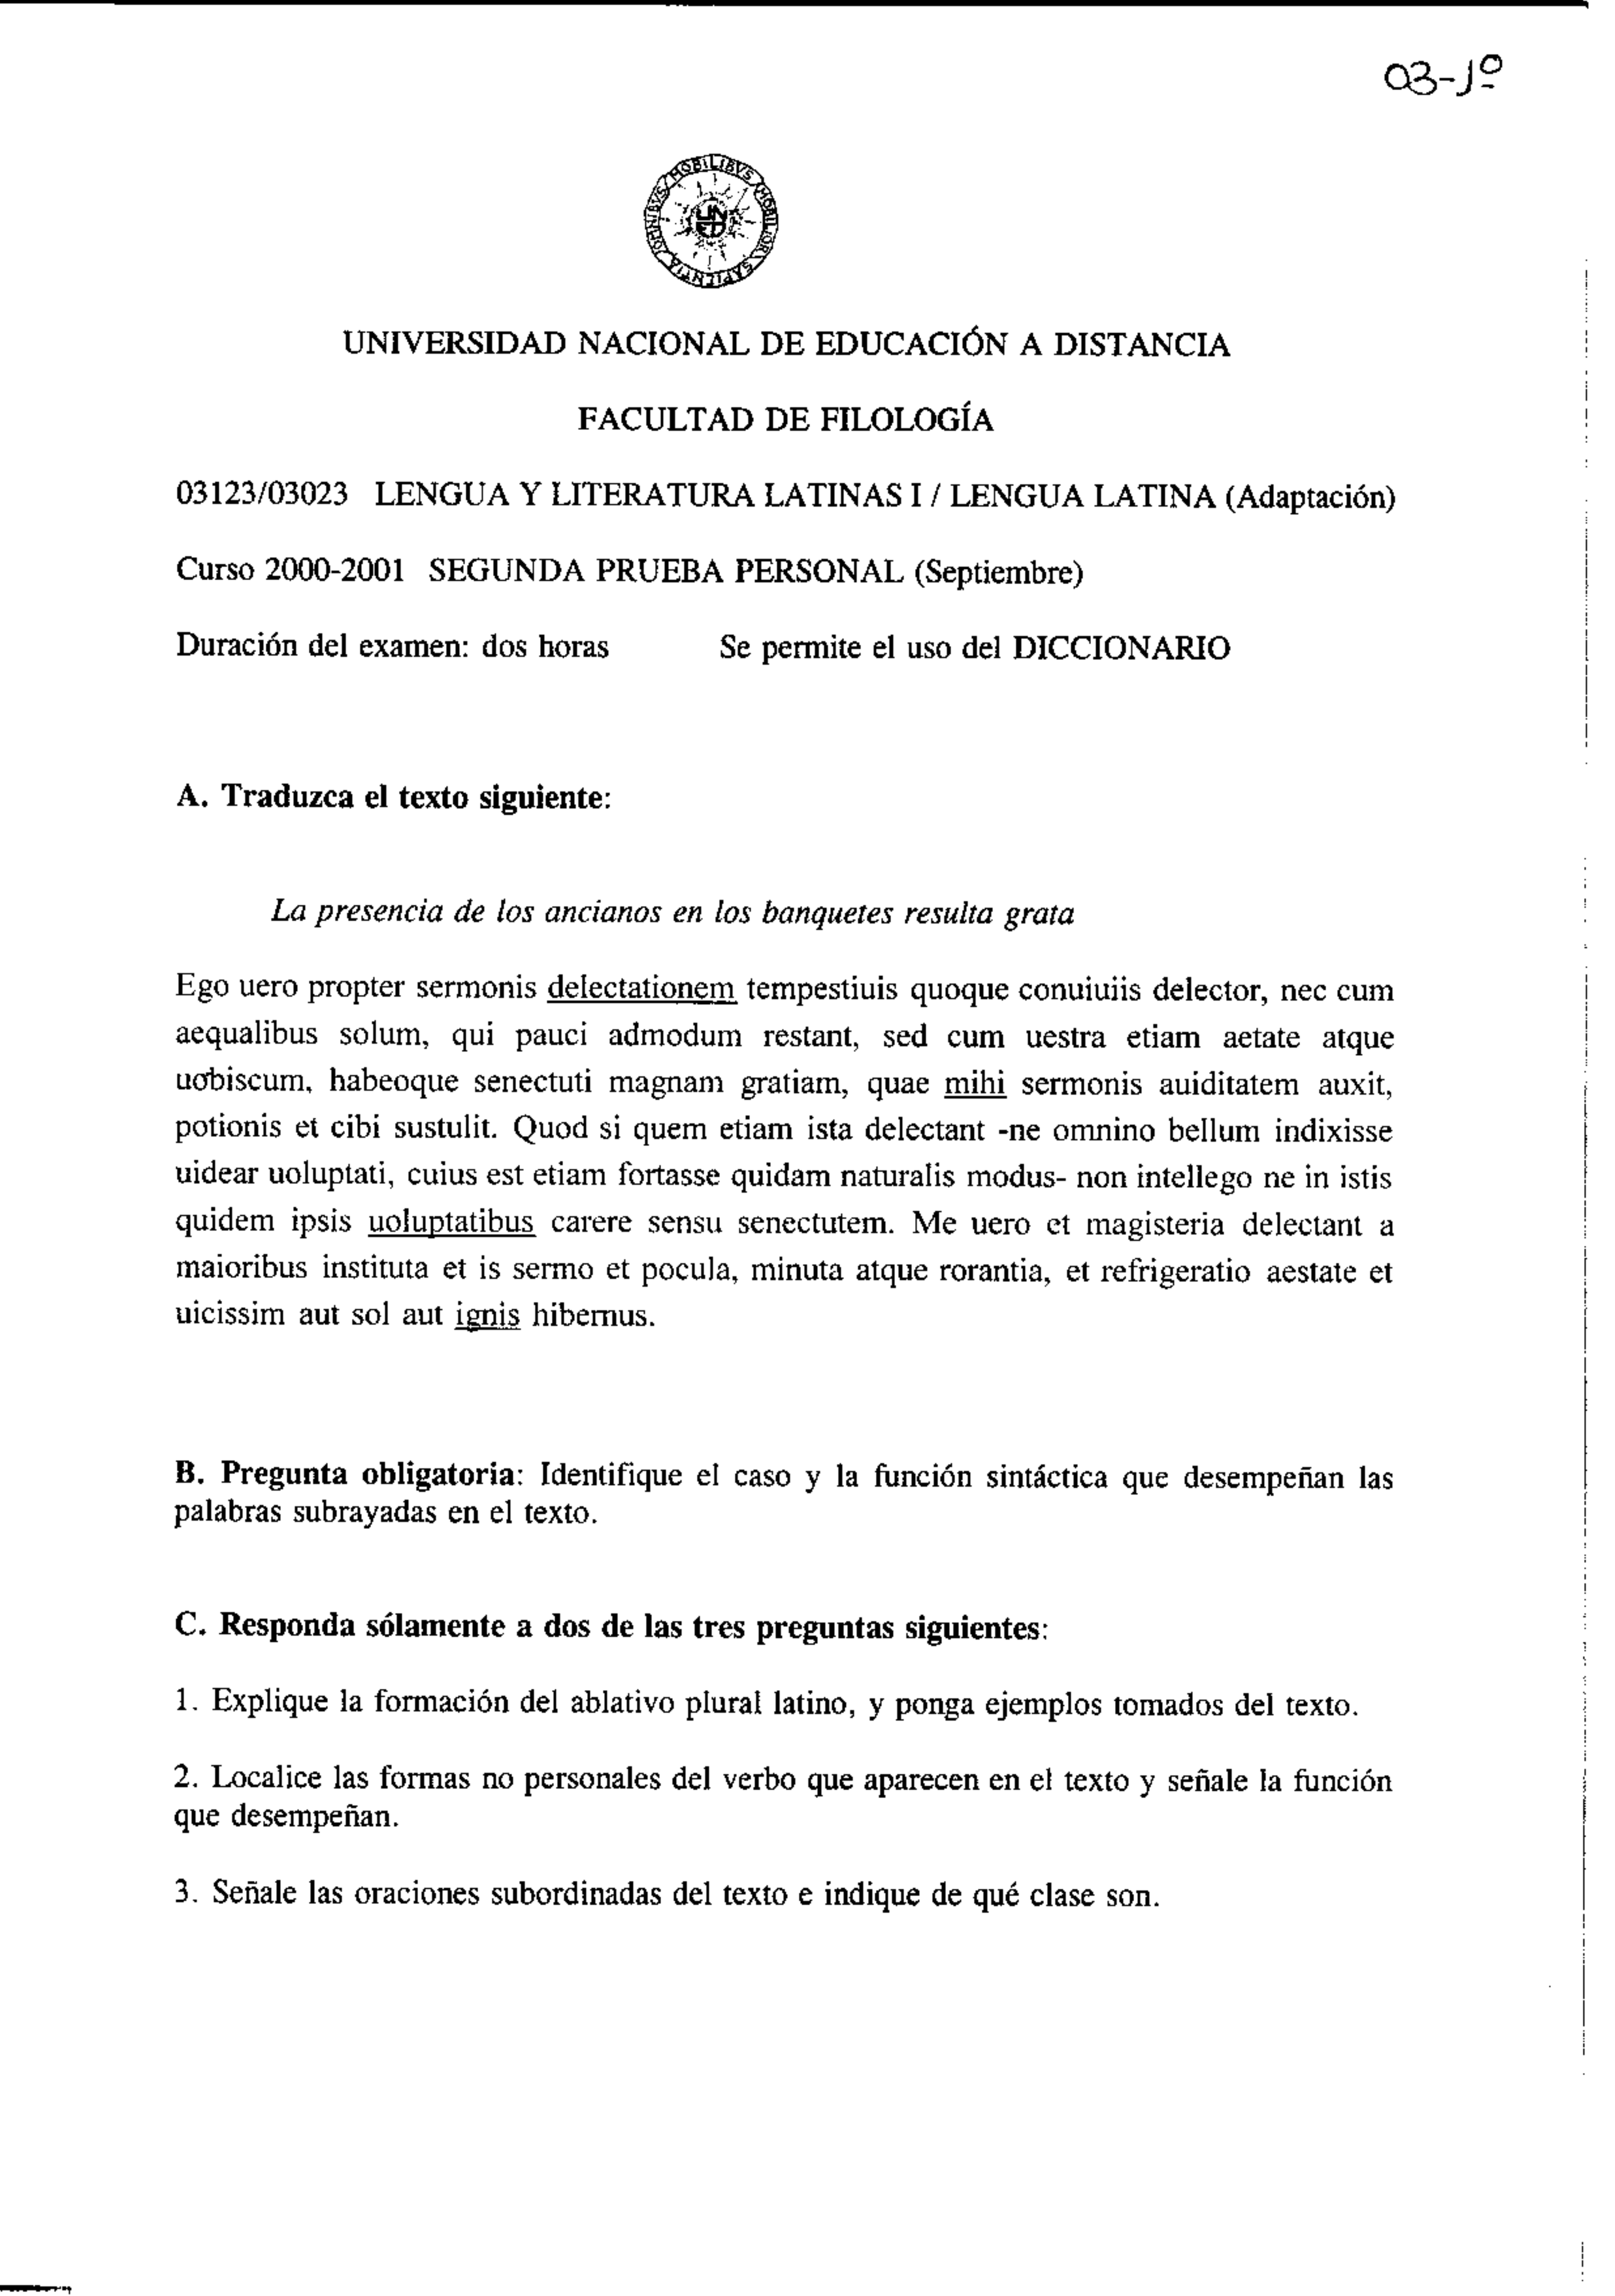 03-1º
OMNIBVS MOBILIBVS MOBILIOR SAPIENTIA
UNED
UNIVERSIDAD NACIONAL DE EDUCACIÓN A DISTANCIA
FACULTAD DE FILOLOGÍA
03123/03023 LENGUA Y LITERATURA LATINAS I / LENGUA LATINA (Adaptación)
Curso 2000-2001 SEGUNDA PRUEBA PERSONAL (Septiembre)
Duración del examen: dos horas Se permite el uso del DICCIONARIO
A. Traduzca el texto siguiente:
La presencia de los ancianos en los banquetes resulta grata
Ego uero propter sermonis delectationem tempestiuis quoque conuiuiis delector, nec cum
aequalibus solum, qui pauci admodum restant, sed cum uestra etiam aetate atque
uobiscum, habeoque senectuti magnam gratiam, quae mihi sermonis auiditatem auxit,
potionis et cibi sustulit. Quod si quem etiam ista delectant -ne omnino bellum indixisse
uidear uoluptati, cuius est etiam fortasse quidam naturalis modus- non intellego ne in istis
quidem ipsis uoluptatibus carere sensu senectutem. Me uero et magisteria delectant a
maioribus instituta et is sermo et pocula, minuta atque rorantia, et refrigeratio aestate et
uicissim aut sol aut ignis hibernus.
B. Pregunta obligatoria: Identifique el caso y la función sintáctica que desempeñan las
palabras subrayadas en el texto.
C. Responda sólamente a dos de las tres preguntas siguientes:
1. Explique la formación del ablativo plural latino, y ponga ejemplos tomados del texto.
2. Localice las formas no personales del verbo que aparecen en el texto y señale la función
que desempeñan.
3. Señale las oraciones subordinadas del texto e indique de qué clase son.